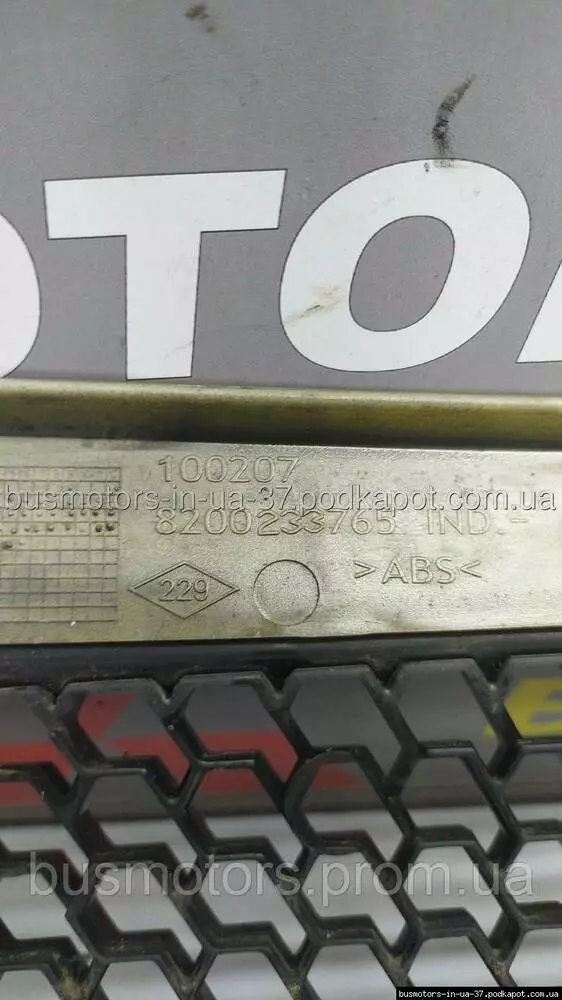 OTO
100207
busmotors-in-ua-37.podkapot.com.ua
8200233765 IND.-
229
>ABS<
busmotors.prom.ua
busmotors-in-ua-37.podkapot.com.ua